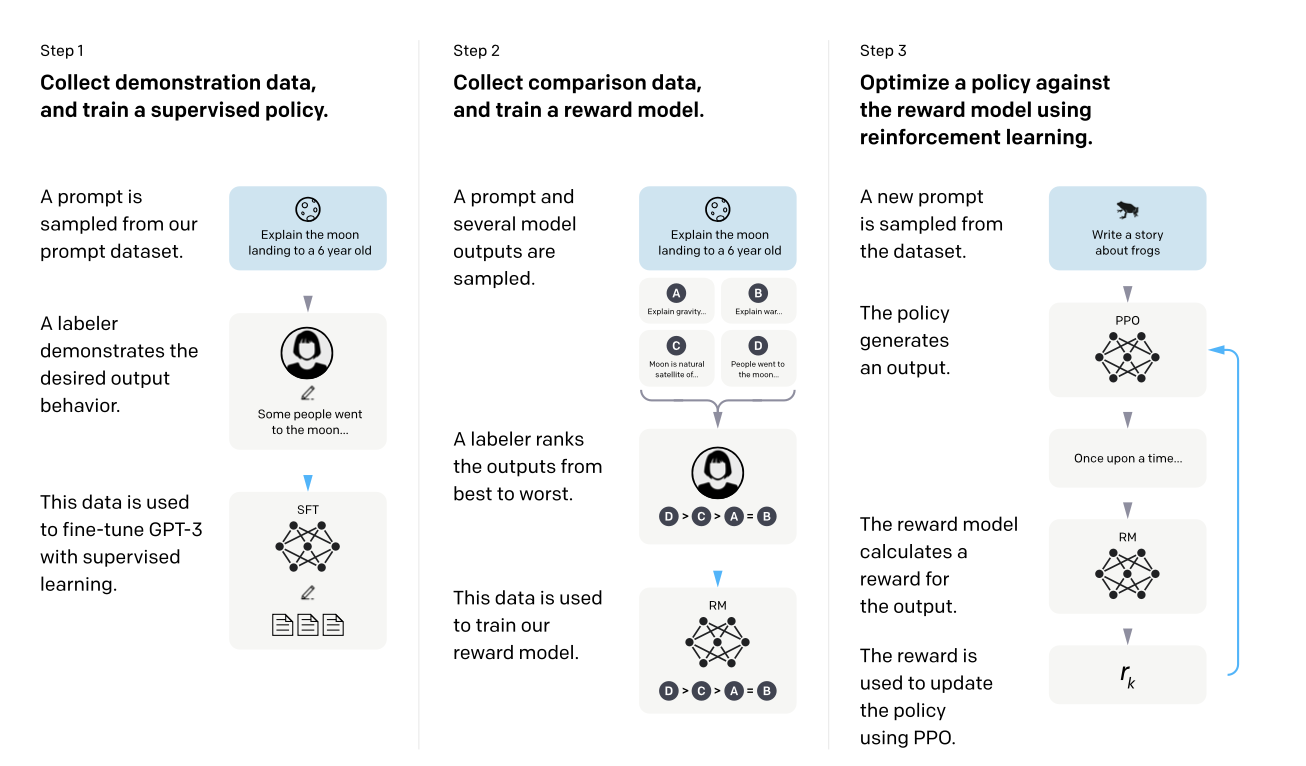 Step 1
Collect demonstration data,
and train a supervised policy.
A prompt is
sampled from our
prompt dataset.
Explain the moon
landing to a 6 year old
A labeler
demonstrates the
desired output
behavior.
Some people went
to the moon...
This data is used
to fine-tune GPT-3
with supervised
learning.
SFT
Step 2
Collect comparison data,
and train a reward model.
A prompt and
several model
outputs are
sampled.
Explain the moon
landing to a 6 year old
A
Explain gravity...
B
Explain war...
C
Moon is natural
satellite of...
D
People went to
the moon...
A labeler ranks
the outputs from
best to worst.
D > C > A = B
This data is used
to train our
reward model.
RM
D > C > A = B
Step 3
Optimize a policy against
the reward model using
reinforcement learning.
A new prompt
is sampled from
the dataset.
Write a story
about frogs
The policy
generates
an output.
PPO
Once upon a time...
The reward model
calculates a
reward for
the output.
RM
The reward is
used to update
the policy
using PPO.
rk